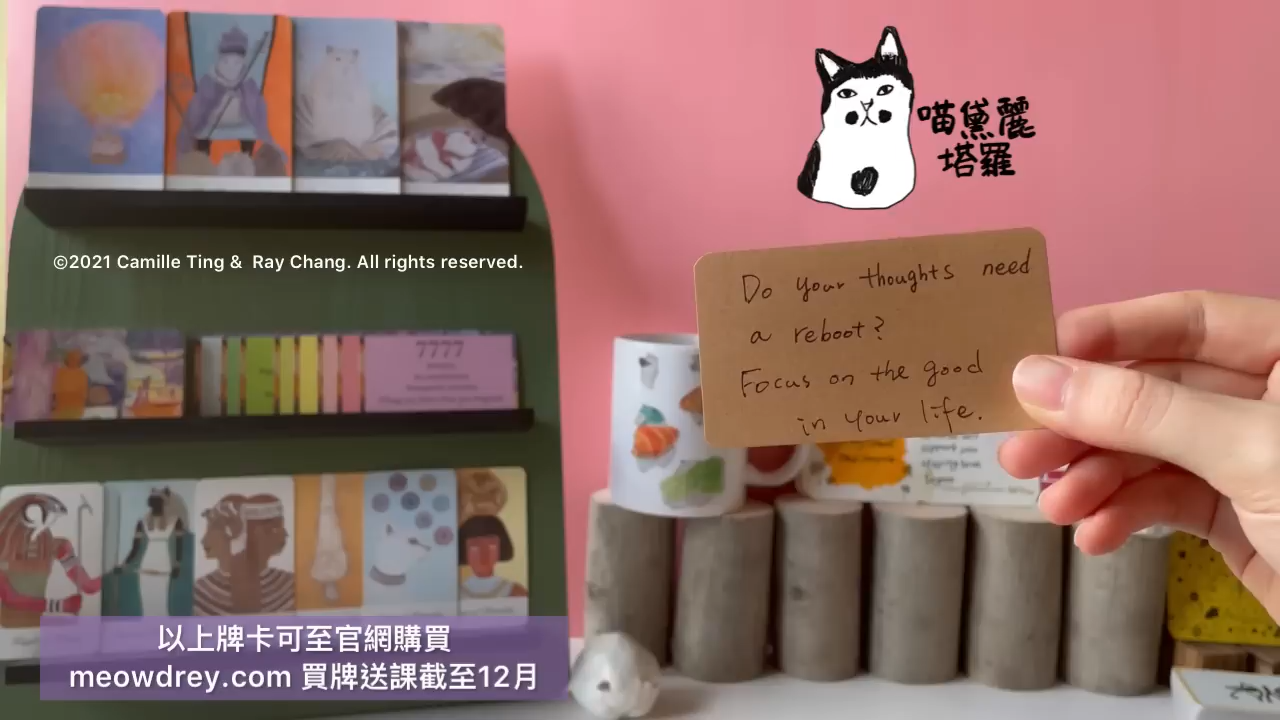 喵黛麗
塔羅
©2021 Camille Ting & Ray Chang. All rights reserved.
Do your thoughts need
a reboot?
Focus on the good
in your life.
7777
以上牌卡可至官網購買
meowdrey.com 買牌送課截至12月